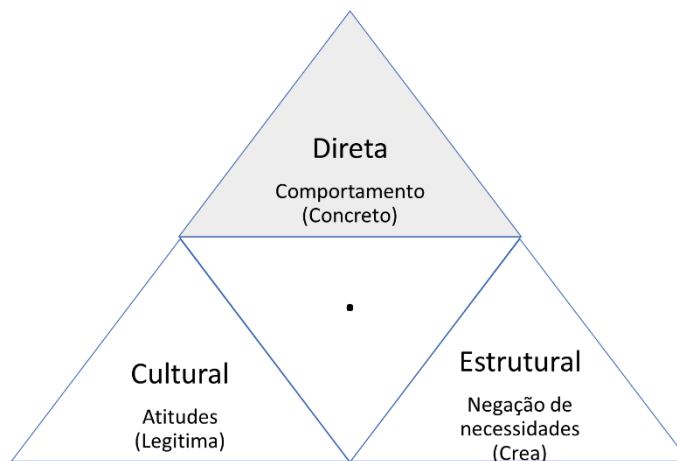 Direta
Comportamento
(Concreto)
Cultural
Atitudes
(Legitima)
Estrutural
Negação de
necessidades
(Crea)